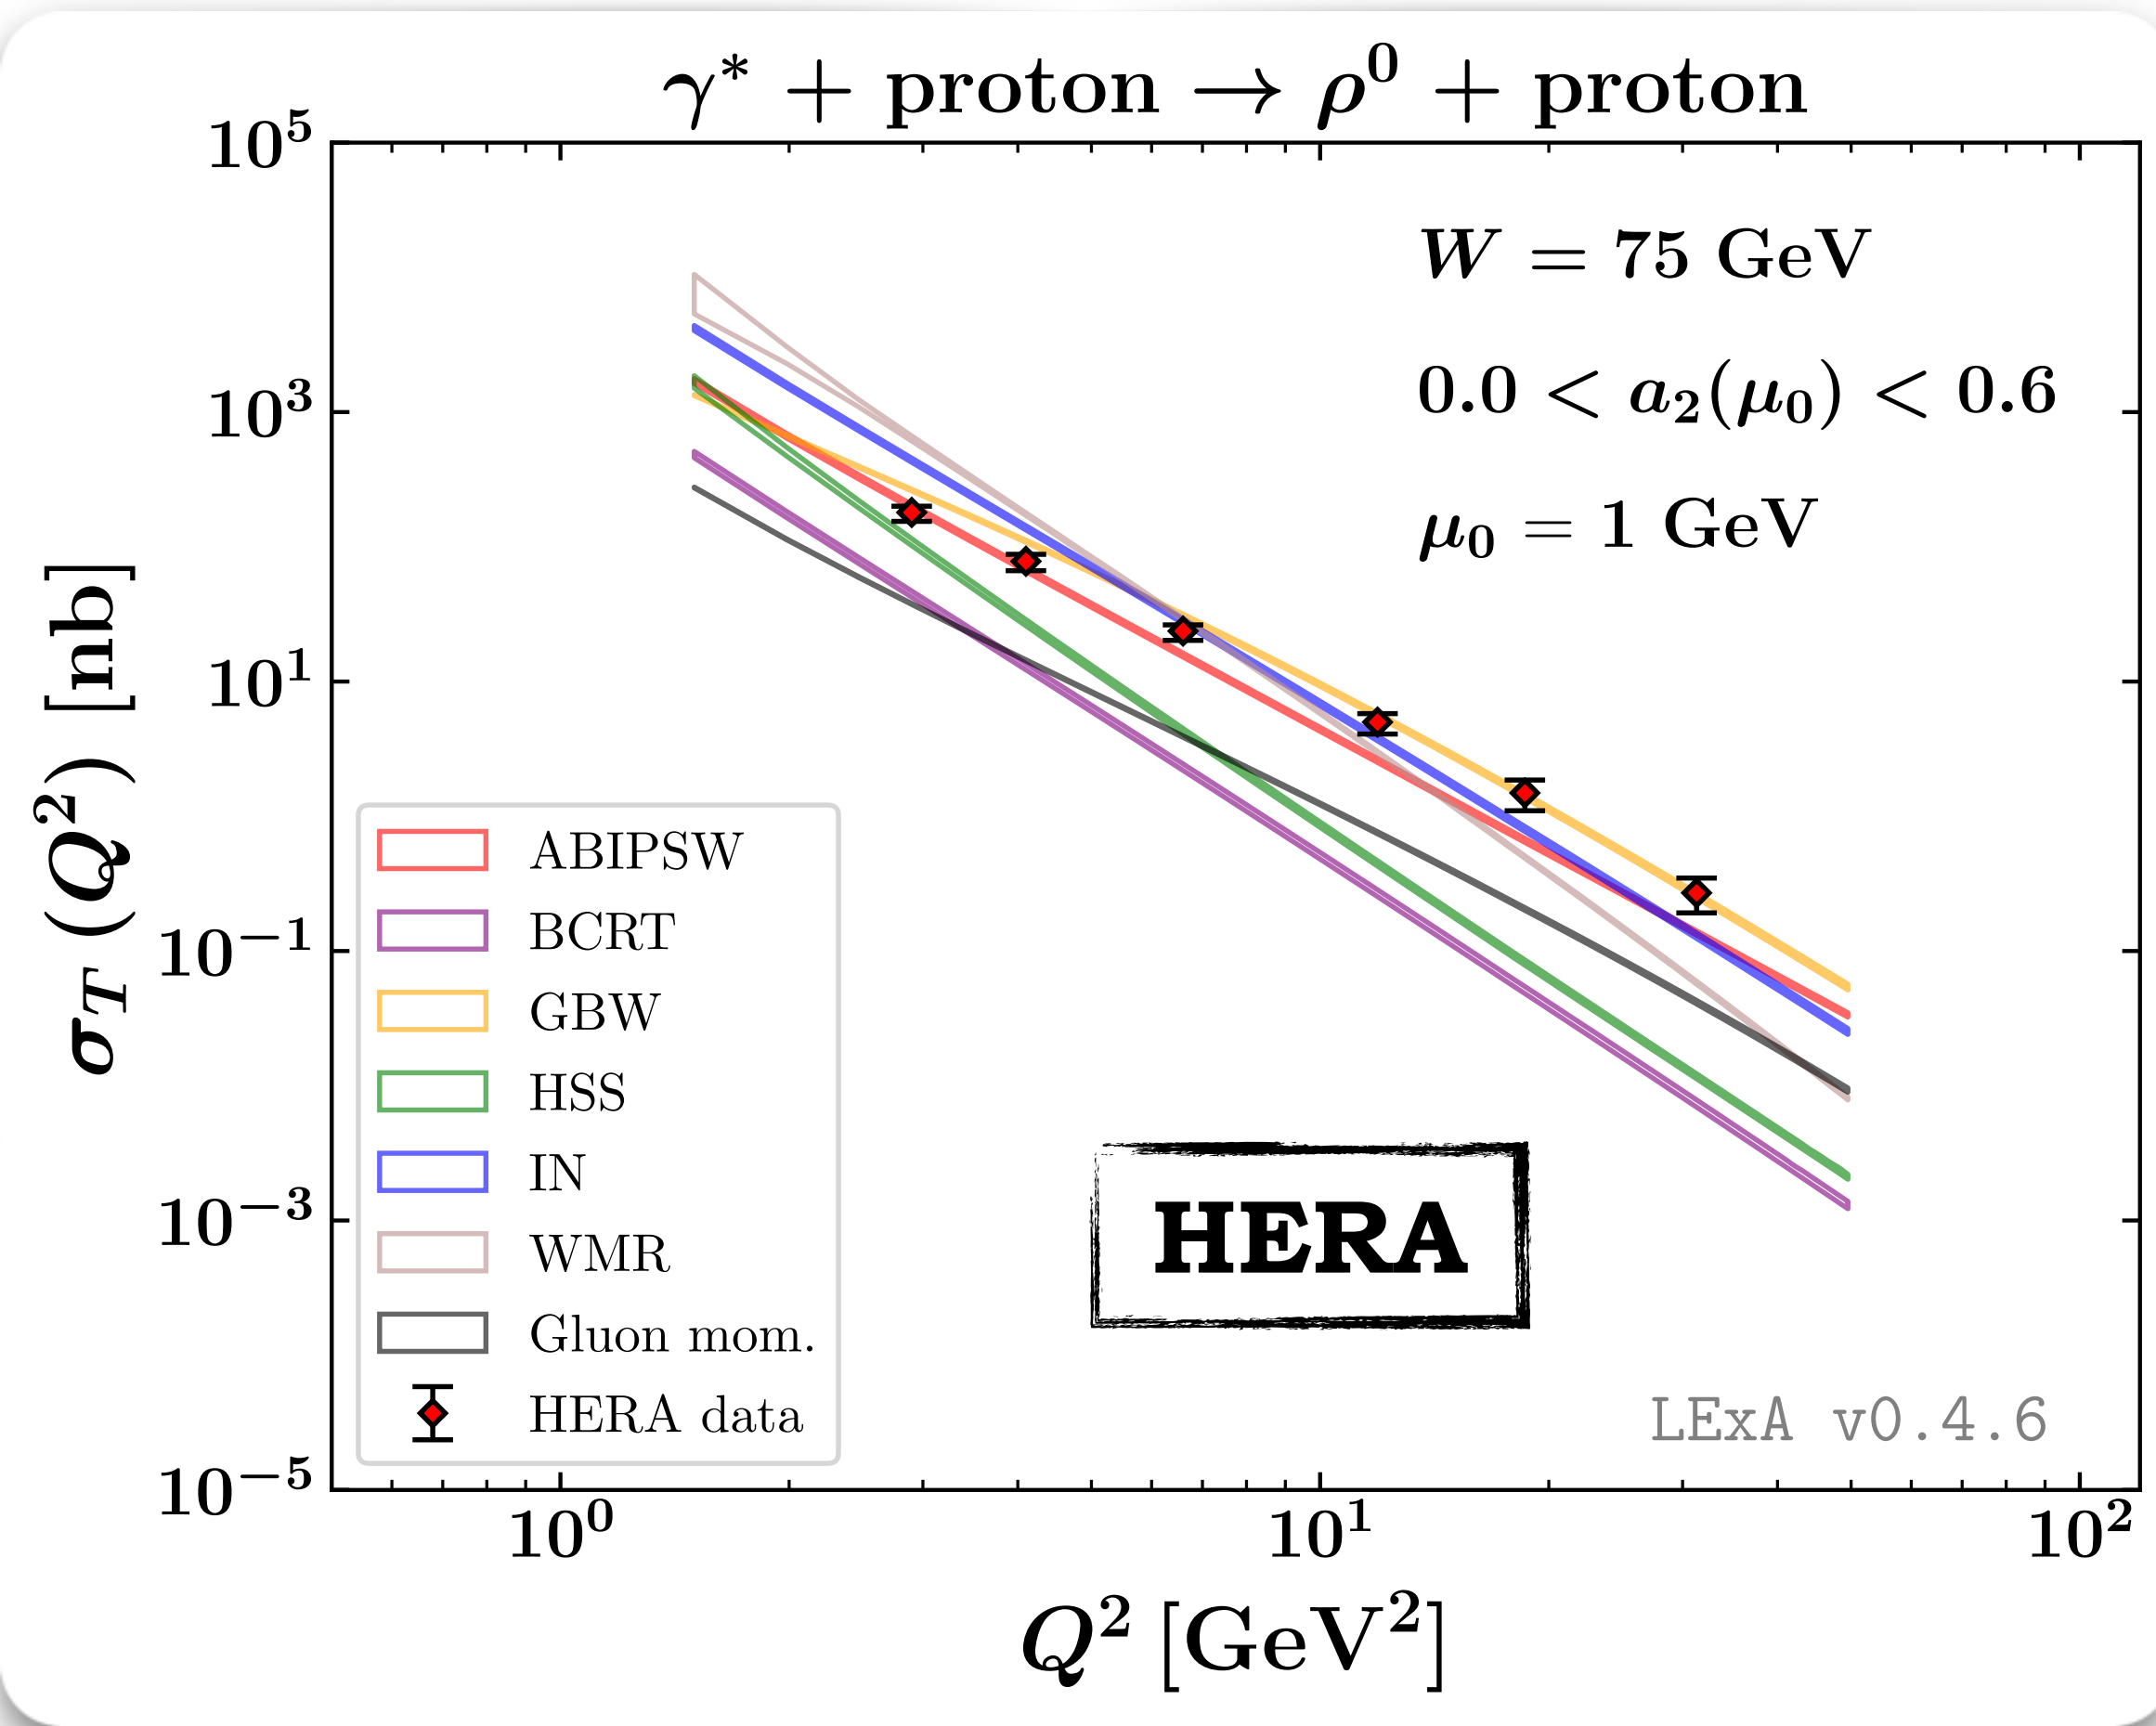 γ* + proton → ρ⁰ + proton
10⁵
10³
10¹
10⁻¹
10⁻³
10⁻⁵
σ_T (Q²) [nb]
W = 75 GeV
0.0 < a₂(μ₀) < 0.6
μ₀ = 1 GeV
ABIPSW
BCRT
GBW
HSS
IN
WMR
Gluon mom.
HERA data
HERA
LExA v0.4.6
10⁰ 10¹ 10²
Q² [GeV²]